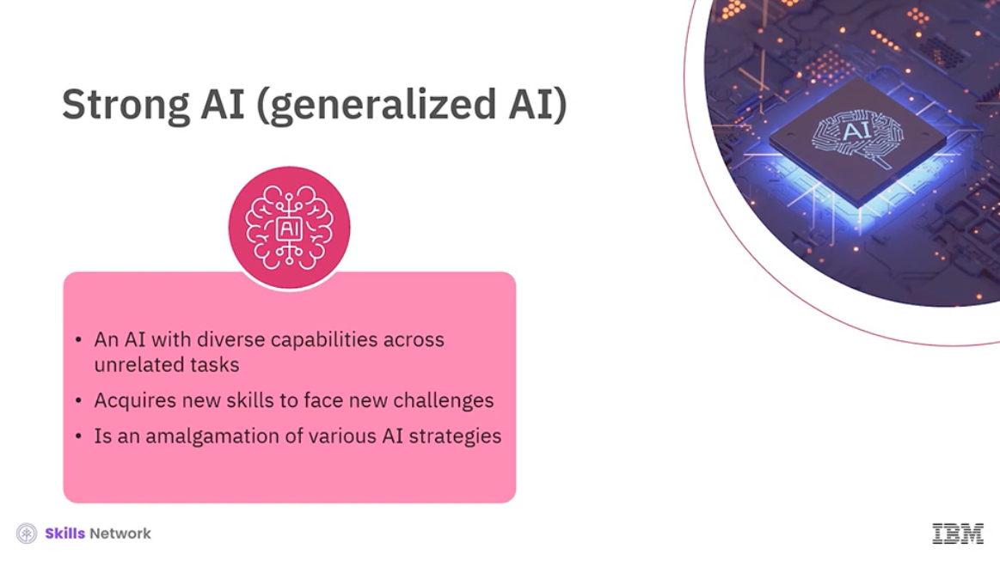 Strong AI (generalized AI)
AI
AI
• An AI with diverse capabilities across
unrelated tasks
• Acquires new skills to face new challenges
• Is an amalgamation of various AI strategies
Skills Network
IBM